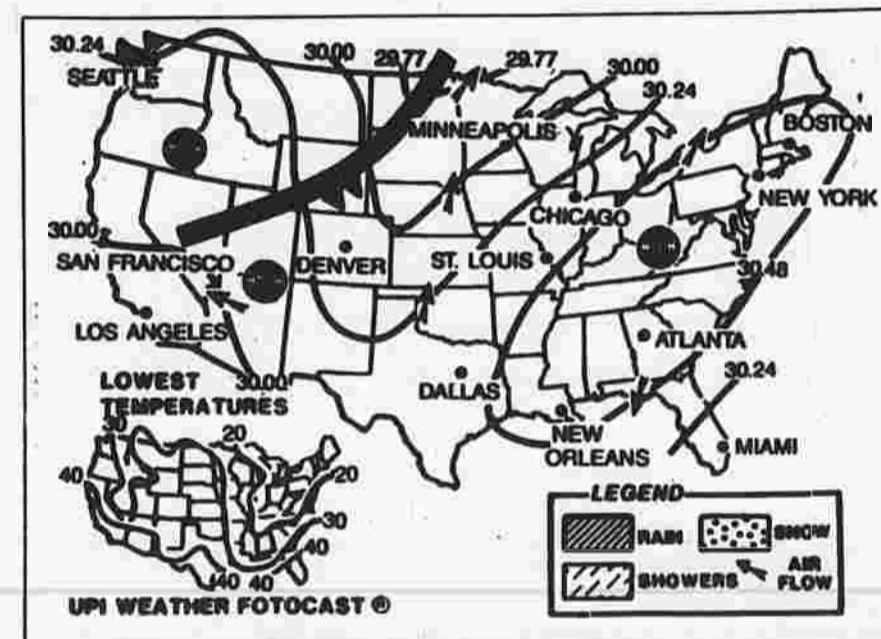 30.24
30.00
29.77
29.77
30.00
30.24
SEATTLE
MINNEAPOLIS
BOSTON
NEW YORK
CHICAGO
30.00
SAN FRANCISCO
DENVER
ST. LOUIS
30.48
LOS ANGELES
ATLANTA
30.00
DALLAS
30.24
NEW
ORLEANS
MIAMI
LOWEST
TEMPERATURES
30
20
40
20
30
40
40
40
UPI WEATHER FOTOCAST ®
LEGEND
RAIN
SNOW
SHOWERS
AIR
FLOW